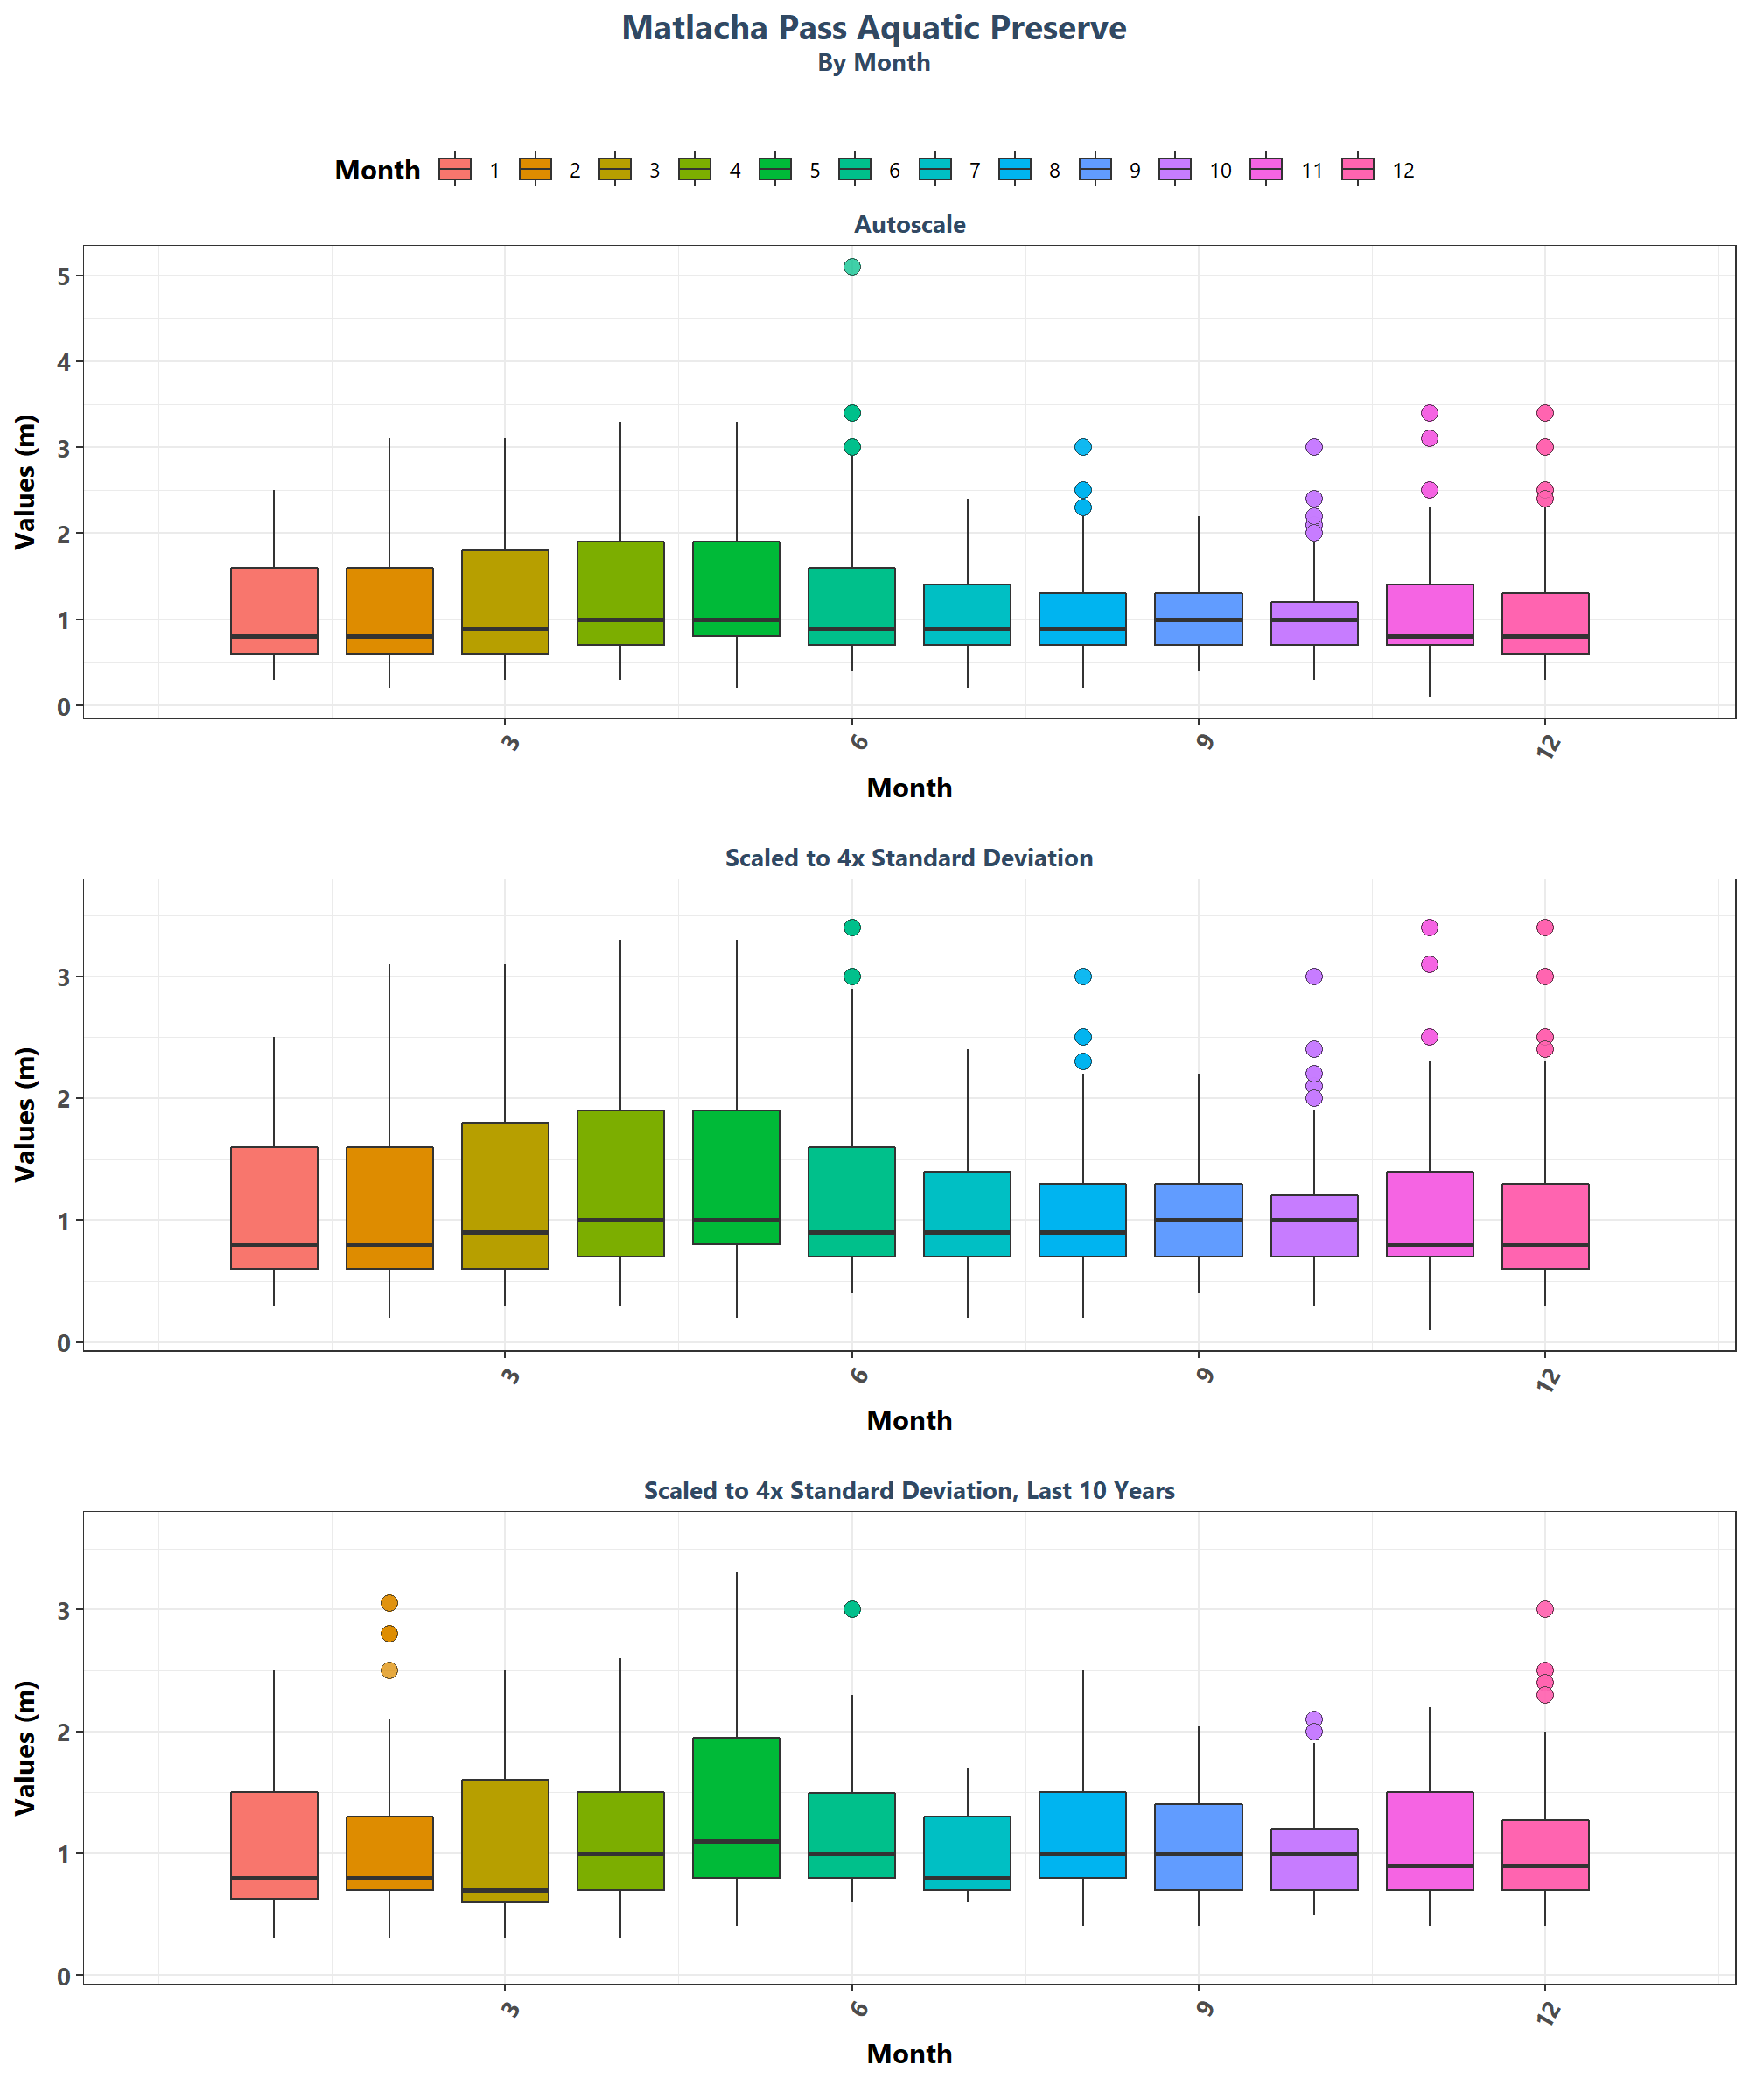 Matlacha Pass Aquatic Preserve
By Month
Month 1 2 3 4 5 6 7 8 9 10 11 12
Autoscale
Values (m)
5
4
3
2
1
0
3 6 9 12
Month
Scaled to 4x Standard Deviation
Values (m)
3
2
1
0
3 6 9 12
Month
Scaled to 4x Standard Deviation, Last 10 Years
Values (m)
3
2
1
0
3 6 9 12
Month